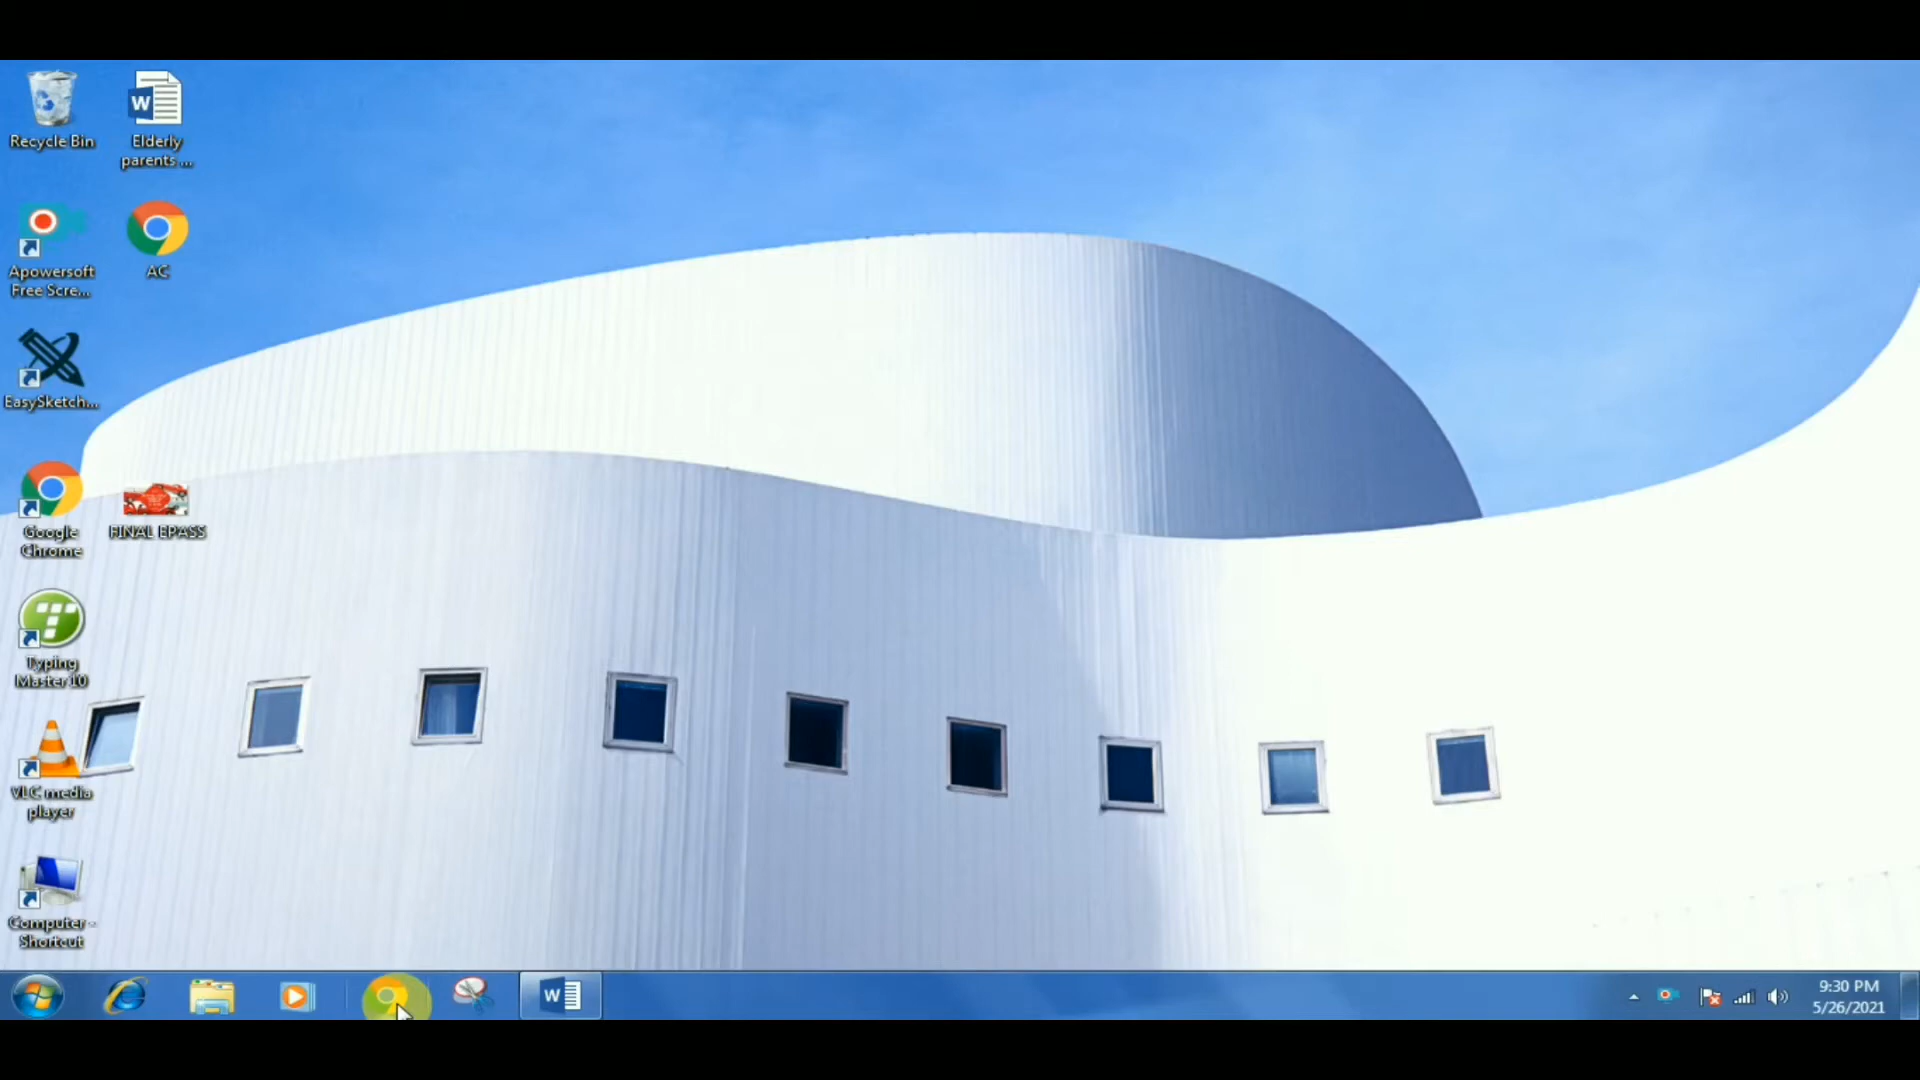 Recycle Bin
Elderly
parents ...
Apowersoft
Free Scre...
AC
EasySketch...
Google
Chrome
FINAL EPASS
Typing
Master 10
VLC media
player
Computer -
Shortcut
W
W
9:30 PM
5/26/2021